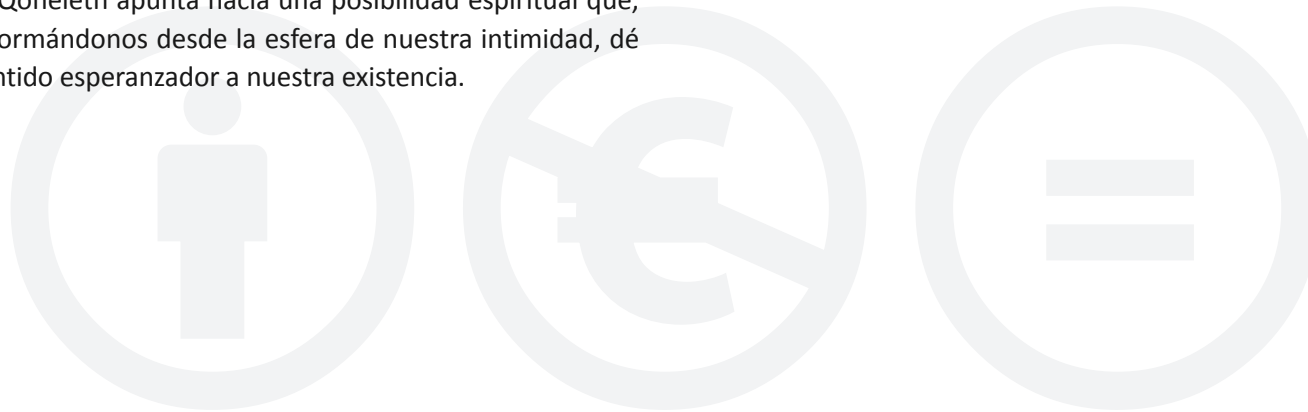 Qoheleth apunta hacia una posibilidad espiritual que,
ormándonos desde la esfera de nuestra intimidad, dé
ntido esperanzador a nuestra existencia.